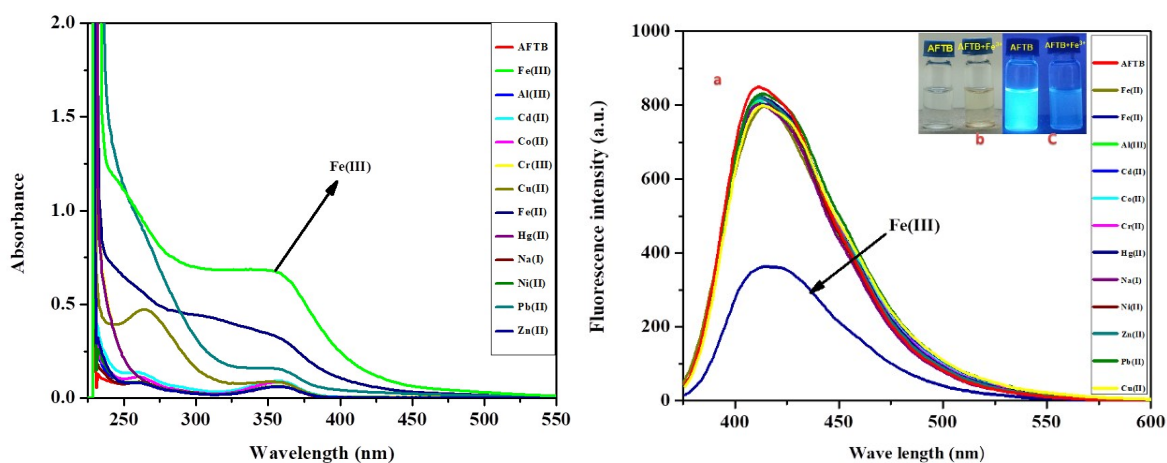 2.0
1.5
1.0
0.5
0.0
250
300
350
400
450
500
550
Absorbance
Wavelength (nm)
Fe(III)
AFTB
Fe(III)
Al(III)
Cd(II)
Co(II)
Cr(III)
Cu(II)
Fe(II)
Hg(II)
Na(I)
Ni(II)
Pb(II)
Zn(II)
1000
800
600
400
300
200
0
400
450
500
550
600
Fluorescence intensity (a.u.)
Wave length (nm)
a
Fe(III)
AFTB
AFTB+Fe³⁺
AFTB
AFTB+Fe³⁺
b
C
AFTB
Fe(II)
Fe(II)
Al(III)
Cd(II)
Co(II)
Cr(II)
Hg(II)
Na(I)
Ni(II)
Zn(II)
Pb(II)
Cu(II)